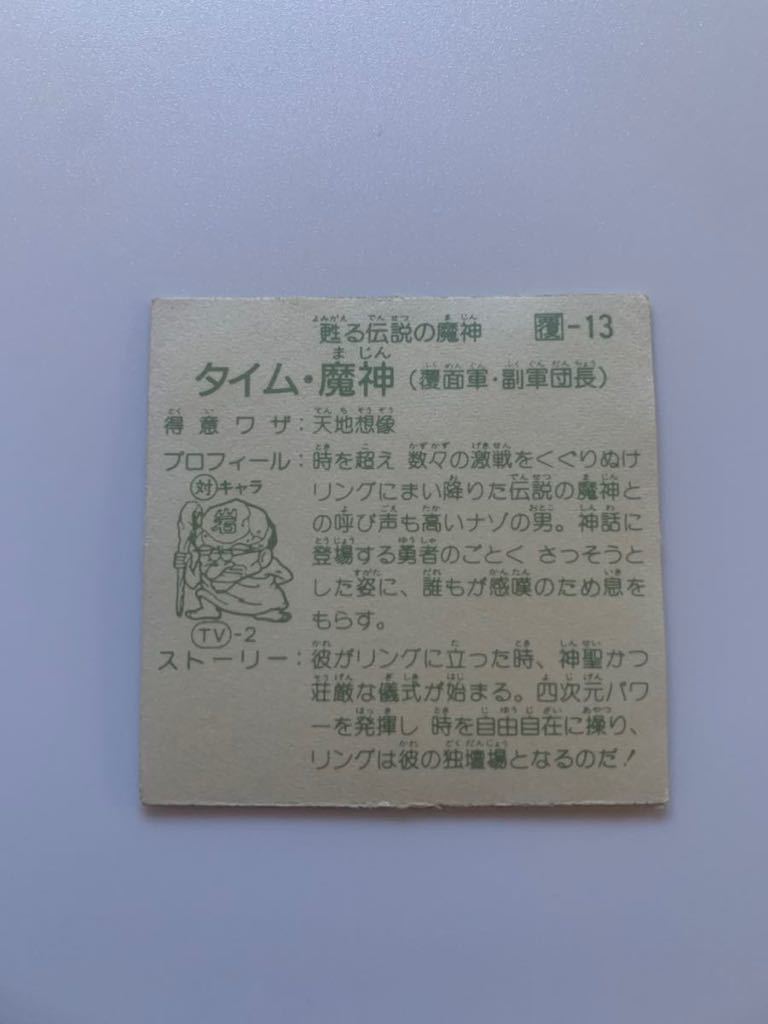 甦る伝説の魔神 覆-13
タイム・魔神(覆面軍・副軍団長)
得意ワザ:天地想像
プロフィール:時を超え 数々の激戦をくぐりぬけ
リングにまい降りた伝説の魔神と
の呼び声も高いナゾの男。神話に
登場する勇者のごとく さっそうと
した姿に、誰もが感嘆のため息を
もらす。
対キャラ
岩
TV-2
ストーリー:彼がリングに立った時、神聖かつ
荘厳な儀式が始まる。四次元パワ
ーを発揮し 時を自由自在に操り、
リングは彼の独壇場となるのだ!